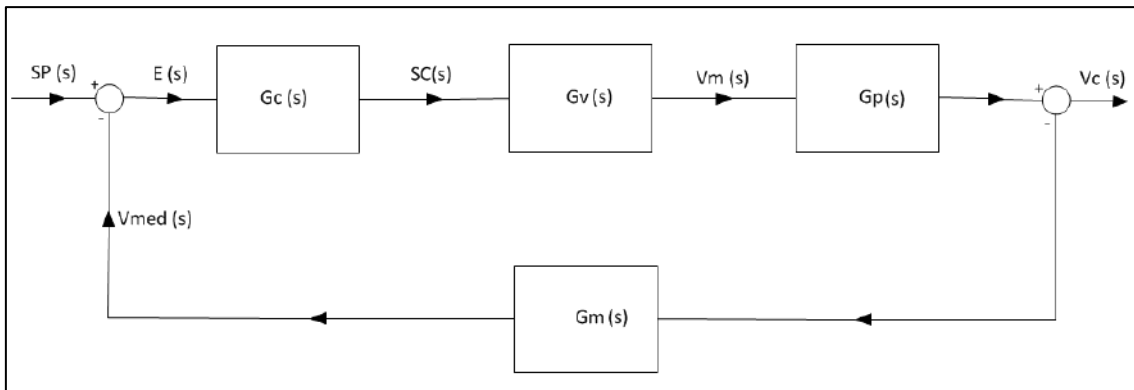 SP (s)
+
-
E (s)
Gc (s)
SC(s)
Gv (s)
Vm (s)
Gp(s)
+
-
Vc (s)
Vmed (s)
Gm (s)